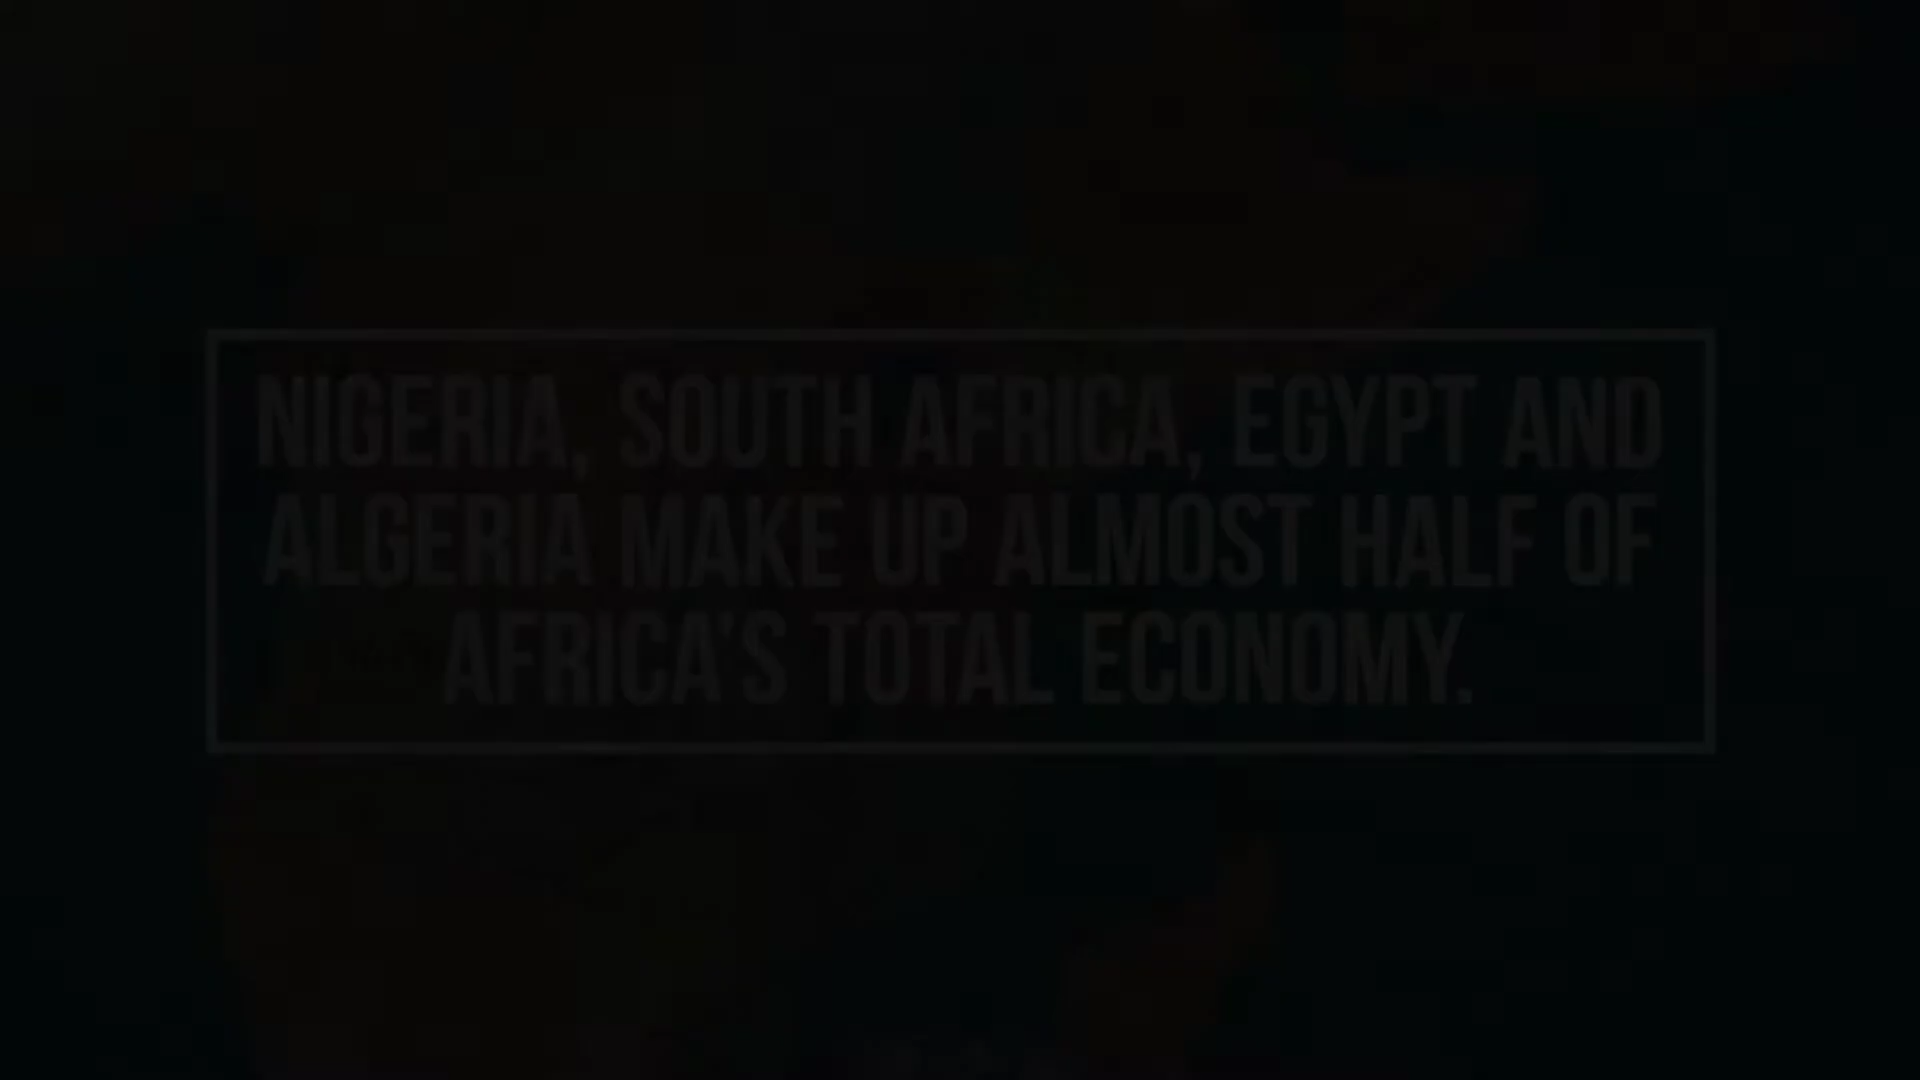 NIGERIA, SOUTH AFRICA, EGYPT AND
ALGERIA MAKE UP ALMOST HALF OF
AFRICA'S TOTAL ECONOMY.